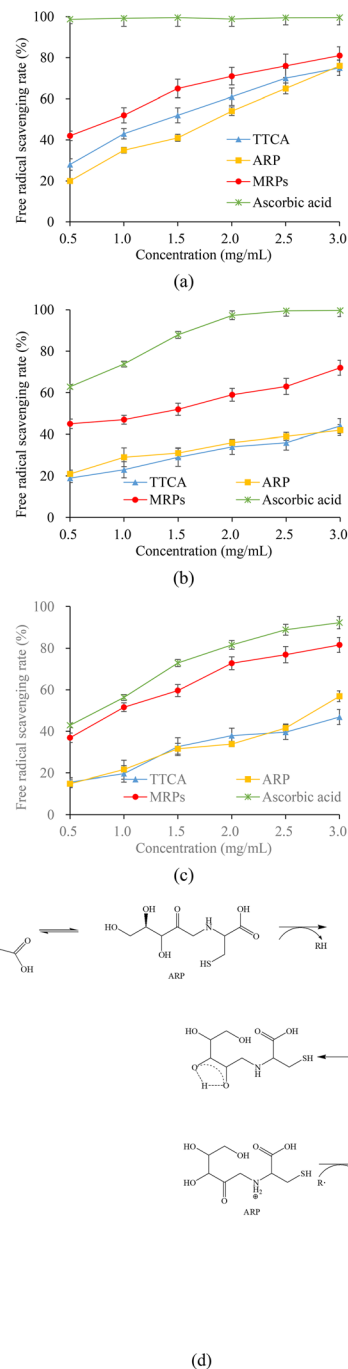 Free radical scavenging rate (%)
100
80
60
40
20
0
TTCA
ARP
MRPs
Ascorbic acid
0.5 1.0 1.5 2.0 2.5 3.0
Concentration (mg/mL)
(a)
Free radical scavenging rate (%)
100
80
60
40
20
0
TTCA ARP
MRPs Ascorbic acid
0.5 1.0 1.5 2.0 2.5 3.0
Concentration (mg/mL)
(b)
Free radical scavenging rate (%)
100
80
60
40
20
0
TTCA ARP
MRPs Ascorbic acid
0.5 1.0 1.5 2.0 2.5 3.0
Concentration (mg/mL)
(c)
OH O H OH
HO N
O O
OH OH
HS RH
ARP
HO O OH
OH
O SH
N
H
H O
HO O OH
OH
SH
HO N
H2 R·
O ⊕
ARP
(d)